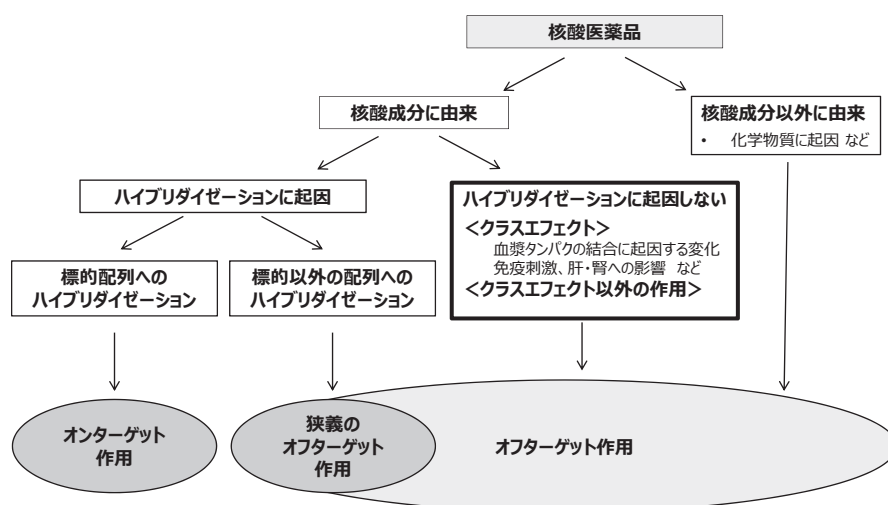 核酸医薬品
核酸成分に由来
核酸成分以外に由来
• 化学物質に起因 など
ハイブリダイゼーションに起因
ハイブリダイゼーションに起因しない
＜クラスエフェクト＞
血漿タンパクの結合に起因する変化
免疫刺激、肝・腎への影響 など
＜クラスエフェクト以外の作用＞
標的配列への
ハイブリダイゼーション
標的以外の配列への
ハイブリダイゼーション
オンターゲット
作用
狭義の
オフターゲット
作用
オフターゲット作用